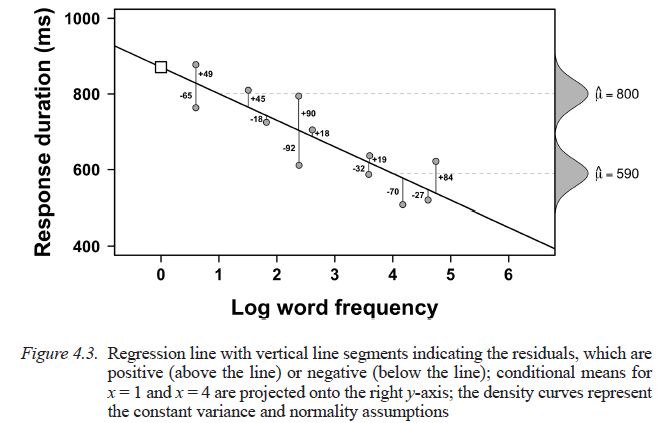 Response duration (ms)
1000
800
600
400
+49
-65
+45
-18
+90
+18
-92
+19
-32
-70
-27
+84
μ̂ = 800
μ̂ = 590
0 1 2 3 4 5 6
Log word frequency
Figure 4.3. Regression line with vertical line segments indicating the residuals, which are
positive (above the line) or negative (below the line); conditional means for
x = 1 and x = 4 are projected onto the right y-axis; the density curves represent
the constant variance and normality assumptions